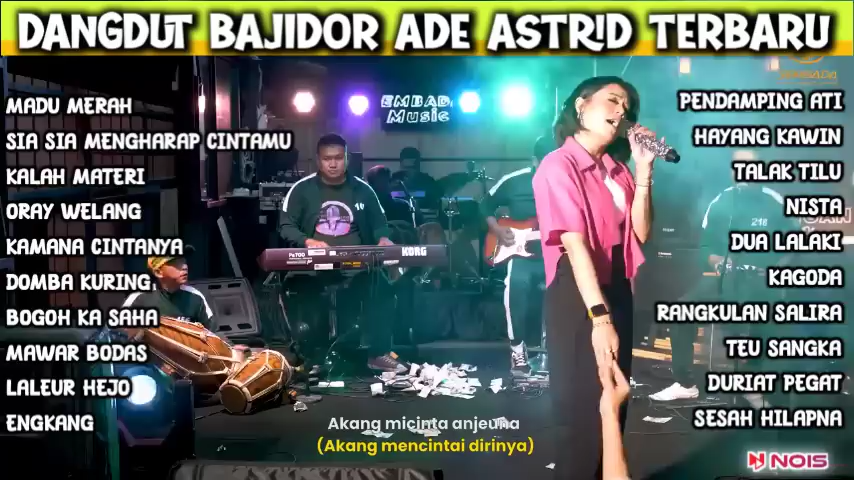 DANGDUT BAJIDOR ADE ASTRID TERBARU
MADU MERAH
SIA SIA MENGHARAP CINTAMU
KALAH MATERI
ORAY WELANG
KAMANA CINTANYA
DOMBA KURING
BOGOH KA SAHA
MAWAR BODAS
LALEUR HEJO
ENGKANG
PENDAMPING ATI
HAYANG KAWIN
TALAK TILU
NISTA
DUA LALAKI
KAGODA
RANGKULAN SALIRA
TEU SANGKA
DURIAT PEGAT
SESAH HILAPNA
Music
Pa700
KORG
216
Akang micinta anjeuna
(Akang mencintai dirinya)
NOIS